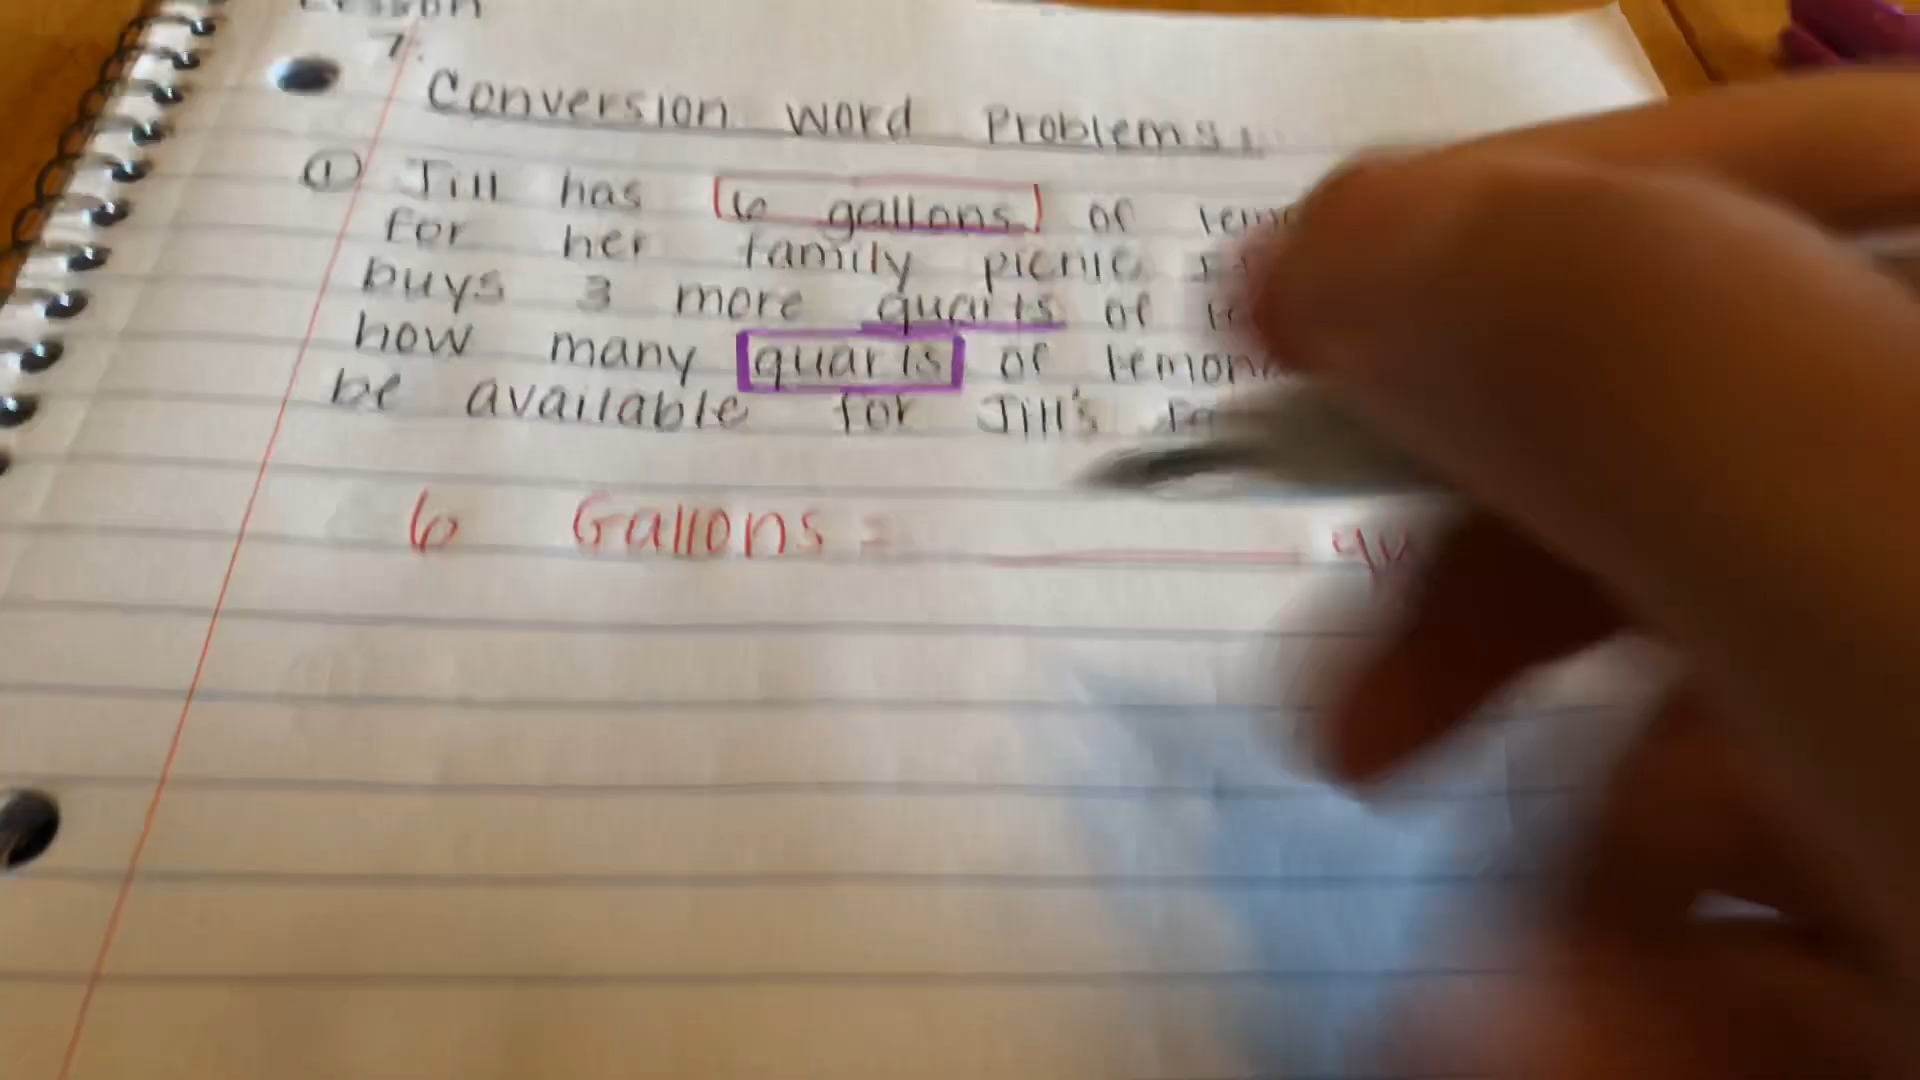 Lesson
7.
Conversion Word Problems:
① Jill has 6 gallons of
for her family picnic
buys 3 more quarts of
how many quarts of
be available for Jill's
6 Gallons =